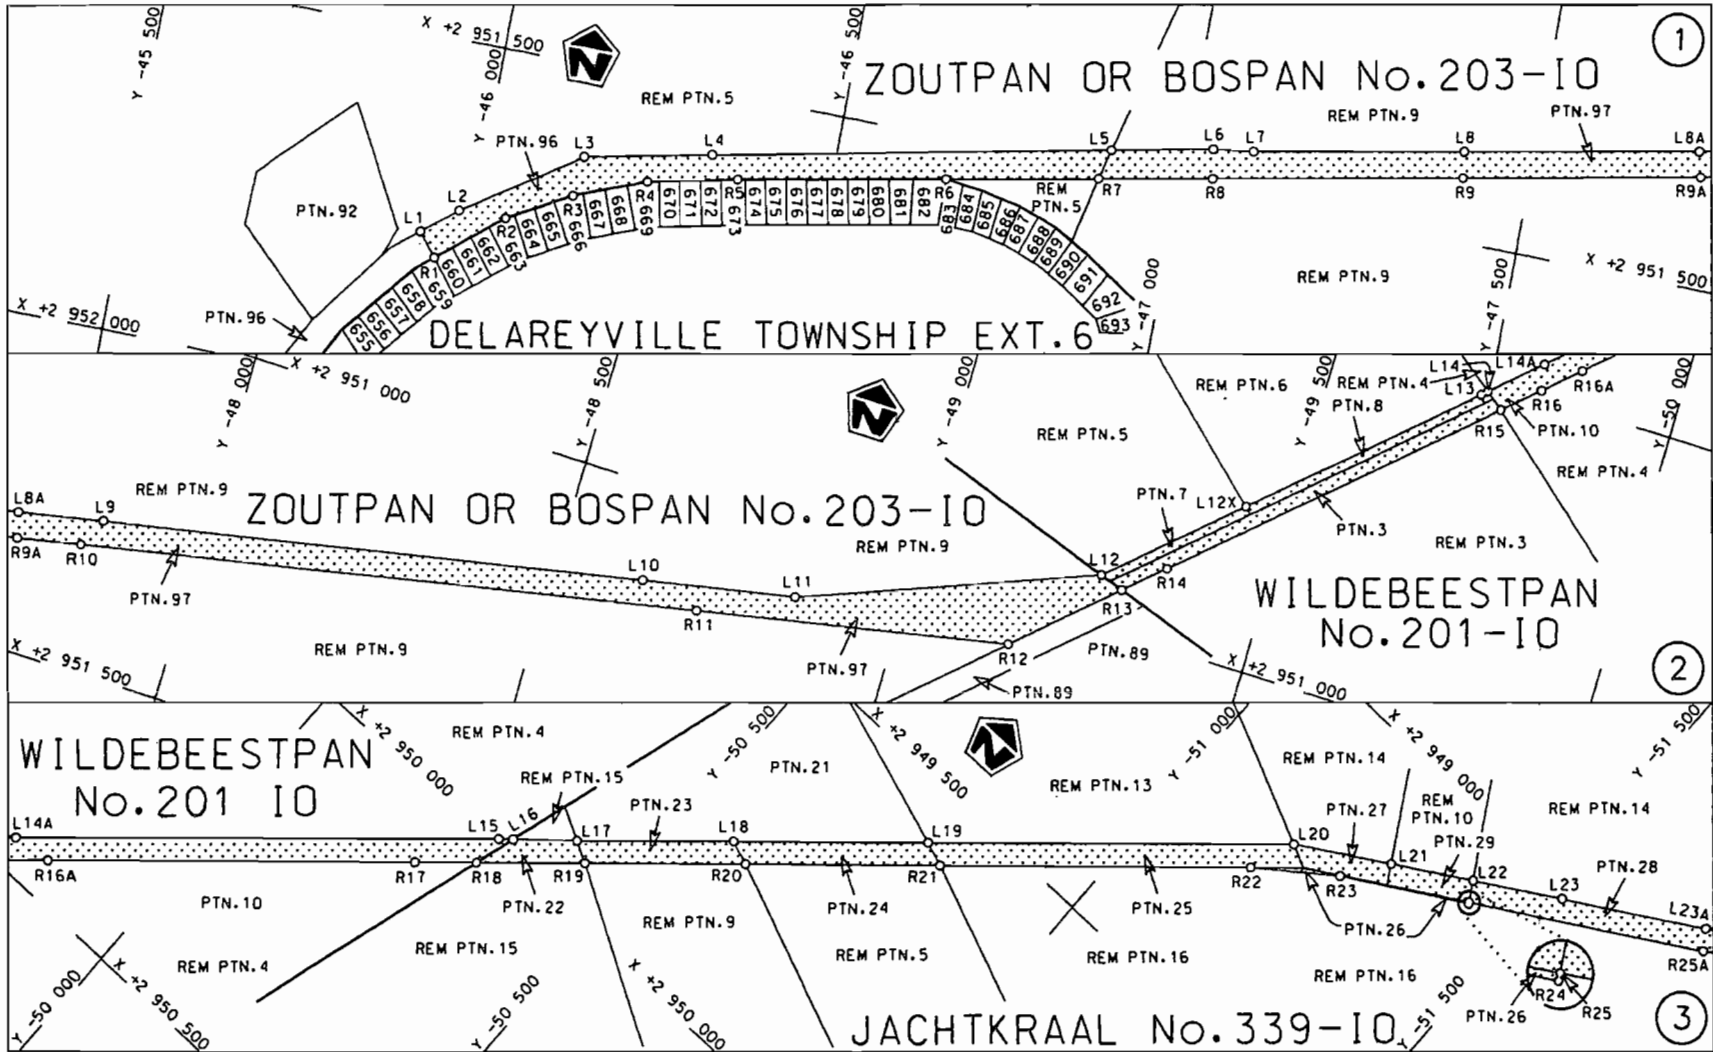 1
Y -45 500
X +2 951 500
Y -46 000
Y -46 500
N
ZOUTPAN OR BOSPAN No.203-IO
REM PTN.5
REM PTN.9
PTN.97
PTN.96
L1 L2 L3 L4 L5 L6 L7 L8 L8A
R1 R2 R3 R4 R5 R6 R7 R8 R9 R9A
PTN.92
PTN.96
REM
PTN.5
REM PTN.9
655 656 657 658 659 660 661 662 663 664 665 666 667 668 669 670 671 672 673 674 675 676 677 678 679 680 681 682 683 684 685 686 687 688 689 690 691 692 693
X +2 952 000
Y -47 000
Y -47 500
X +2 951 500
DELAREYVILLE TOWNSHIP EXT.6
Y -48 000
X +2 951 000
Y -48 500
N
Y -49 000
Y -49 500
Y -50 000
REM PTN.6
REM PTN.4
PTN.8
L14
L14A
L13
R16A
R16
R15
PTN.10
REM PTN.4
REM PTN.5
REM PTN.9
ZOUTPAN OR BOSPAN No.203-IO
REM PTN.9
L8A L9 L10 L11 L12 L12X
R9A R10 R11 R12 R13 R14
PTN.7
PTN.3
REM PTN.3
PTN.97
WILDEBEESTPAN
No.201-IO
REM PTN.9
PTN.97
PTN.89
PTN.89
X +2 951 500
X +2 951 000
2
WILDEBEESTPAN
No.201 IO
X +2 950 000
REM PTN.4
REM PTN.15
Y -50 500
PTN.21
X +2 949 500
N
REM PTN.13
Y -51 000
REM PTN.14
X +2 949 000
REM
PTN.10
Y -51 500
REM PTN.14
PTN.23
PTN.27
PTN.29
PTN.28
L14A L15 L16 L17 L18 L19 L20 L21 L22 L23 L23A
R16A R17 R18 R19 R20 R21 R22 R23 R25A
PTN.10
PTN.22
PTN.24
PTN.25
PTN.26
REM PTN.4
REM PTN.15
REM PTN.9
REM PTN.5
REM PTN.16
REM PTN.16
R24
R25
PTN.26
Y -50 000
X +2 950 500
Y -50 500
X +2 950 000
Y -51 500
JACHTKRAAL No.339-IO
3